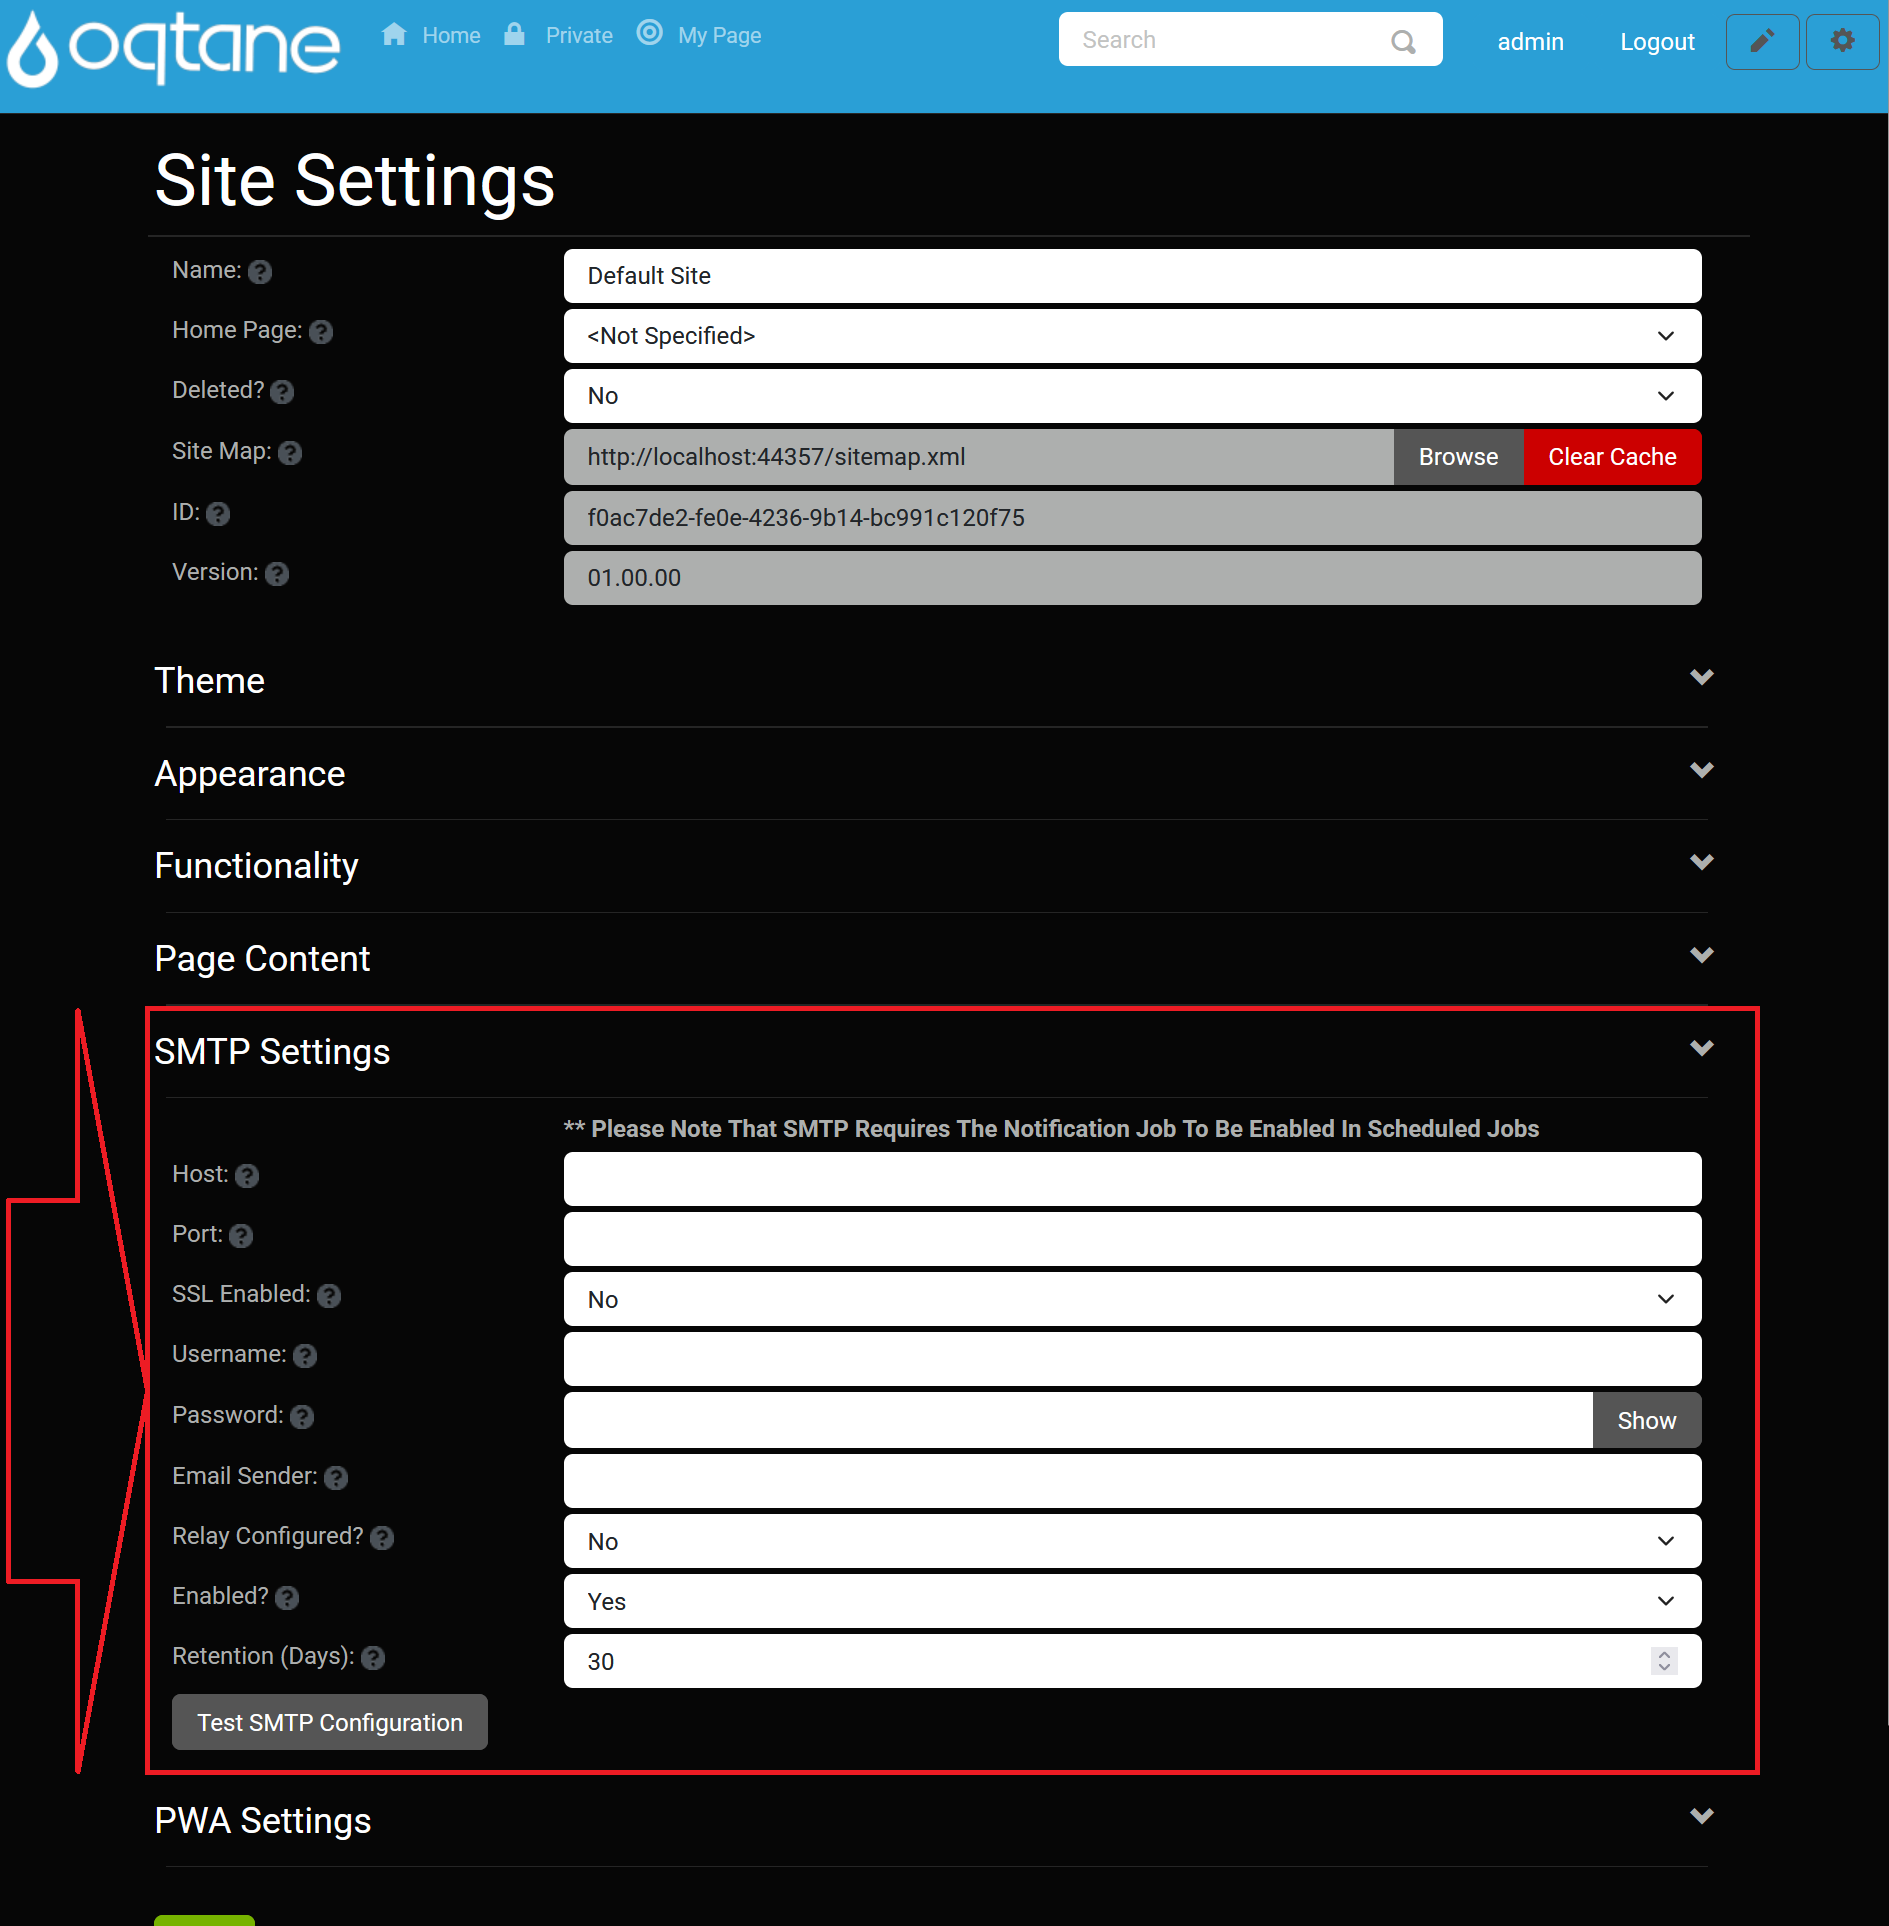 oqtane Home Private My Page Search admin Logout
Site Settings
Name: ? Default Site
Home Page: ? <Not Specified>
Deleted? ? No
Site Map: ? http://localhost:44357/sitemap.xml Browse Clear Cache
ID: ? f0ac7de2-fe0e-4236-9b14-bc991c120f75
Version: ? 01.00.00
Theme
Appearance
Functionality
Page Content
SMTP Settings
** Please Note That SMTP Requires The Notification Job To Be Enabled In Scheduled Jobs
Host: ?
Port: ?
SSL Enabled: ? No
Username: ?
Password: ? Show
Email Sender: ?
Relay Configured? ? No
Enabled? ? Yes
Retention (Days): ? 30
Test SMTP Configuration
PWA Settings